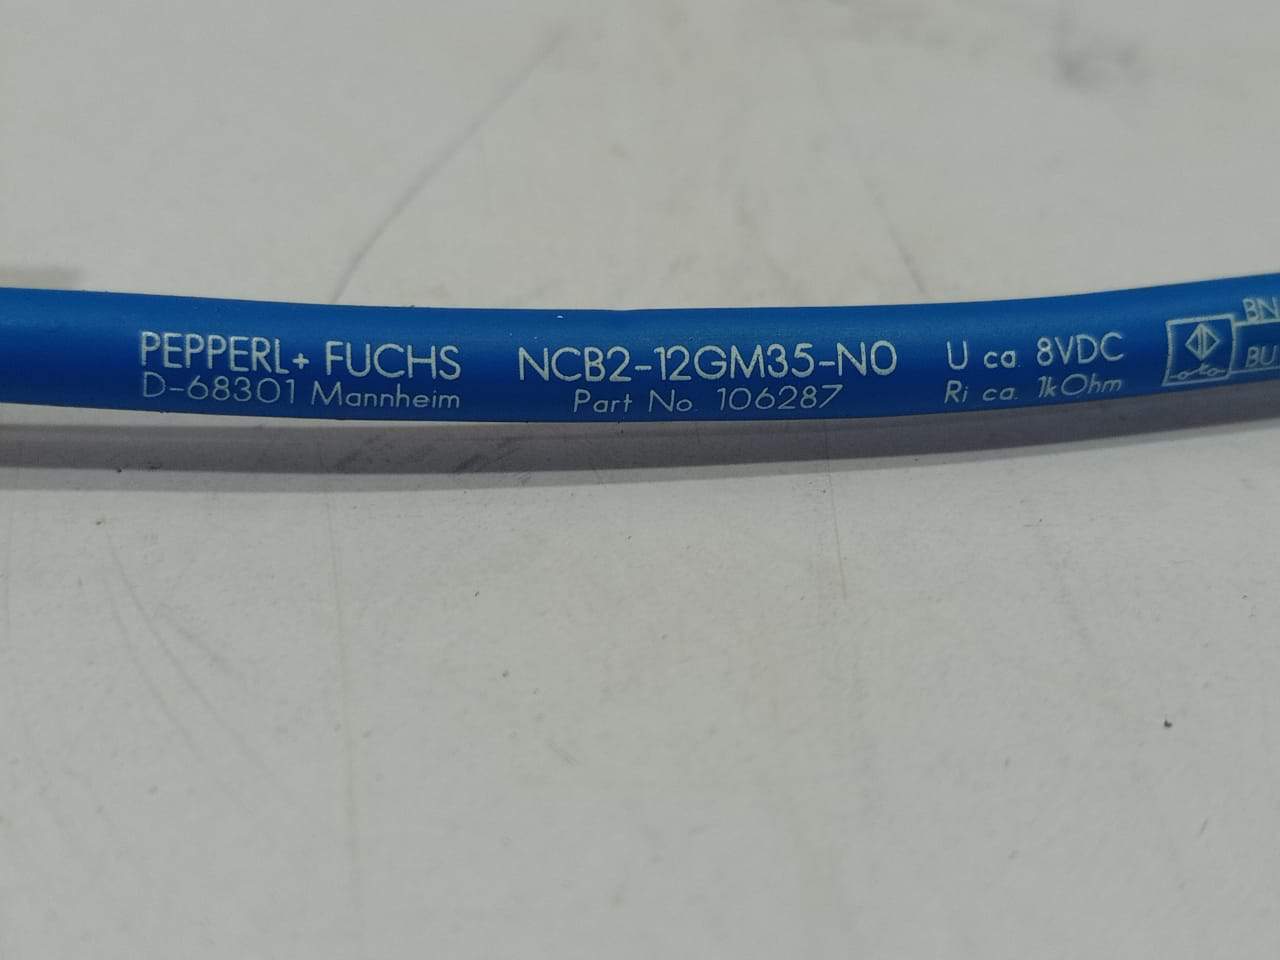 PEPPERL+ FUCHS NCB2-12GM35-N0 U ca. 8VDC BN
D-68301 Mannheim Part No. 106287 Ri ca. 1kOhm BU